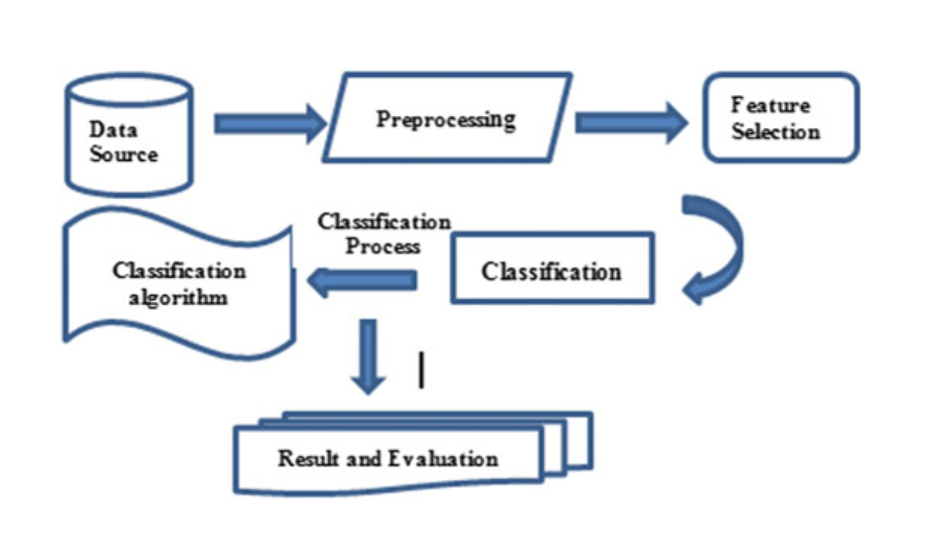 Data
Source
Preprocessing
Feature
Selection
Classification
Process
Classification
Classification
algorithm
Result and Evaluation